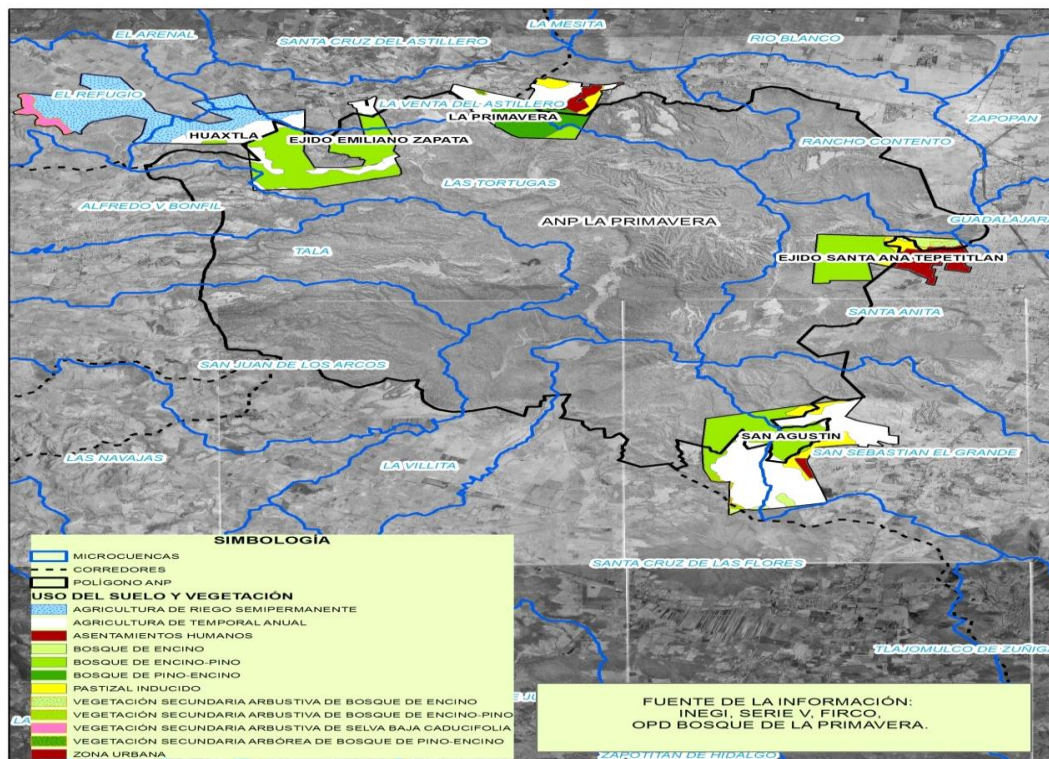 LA MESITA
EL ARENAL
SANTA CRUZ DEL ASTILLERO
RIO BLANCO
EL REFUGIO
LA VENTA DEL ASTILLERO
LA PRIMAVERA
ZAPOPAN
HUAXTLA
EJIDO EMILIANO ZAPATA
RANCHO CONTENTO
LAS TORTUGAS
ALFREDO V BONFIL
ANP LA PRIMAVERA
GUADALAJARA
TALA
EJIDO SANTA ANA TEPETITLAN
SANTA ANITA
SAN JUAN DE LOS ARCOS
SAN AGUSTIN
LAS NAVAJAS
LA VILLITA
SAN SEBASTIAN EL GRANDE
SANTA CRUZ DE LAS FLORES
TLAJOMULCO DE ZUÑIGA
SIMBOLOGÍA
MICROCUENCAS
CORREDORES
POLÍGONO ANP
USO DEL SUELO Y VEGETACIÓN
AGRICULTURA DE RIEGO SEMIPERMANENTE
AGRICULTURA DE TEMPORAL ANUAL
ASENTAMIENTOS HUMANOS
BOSQUE DE ENCINO
BOSQUE DE ENCINO-PINO
BOSQUE DE PINO-ENCINO
PASTIZAL INDUCIDO
VEGETACIÓN SECUNDARIA ARBUSTIVA DE BOSQUE DE ENCINO
VEGETACIÓN SECUNDARIA ARBUSTIVA DE BOSQUE DE ENCINO-PINO
VEGETACIÓN SECUNDARIA ARBUSTIVA DE SELVA BAJA CADUCIFOLIA
VEGETACIÓN SECUNDARIA ARBÓREA DE BOSQUE DE PINO-ENCINO
ZONA URBANA
FUENTE DE LA INFORMACIÓN:
INEGI, SERIE V, FIRCO,
OPD BOSQUE DE LA PRIMAVERA.
ZAPOTITAN DE HIDALGO